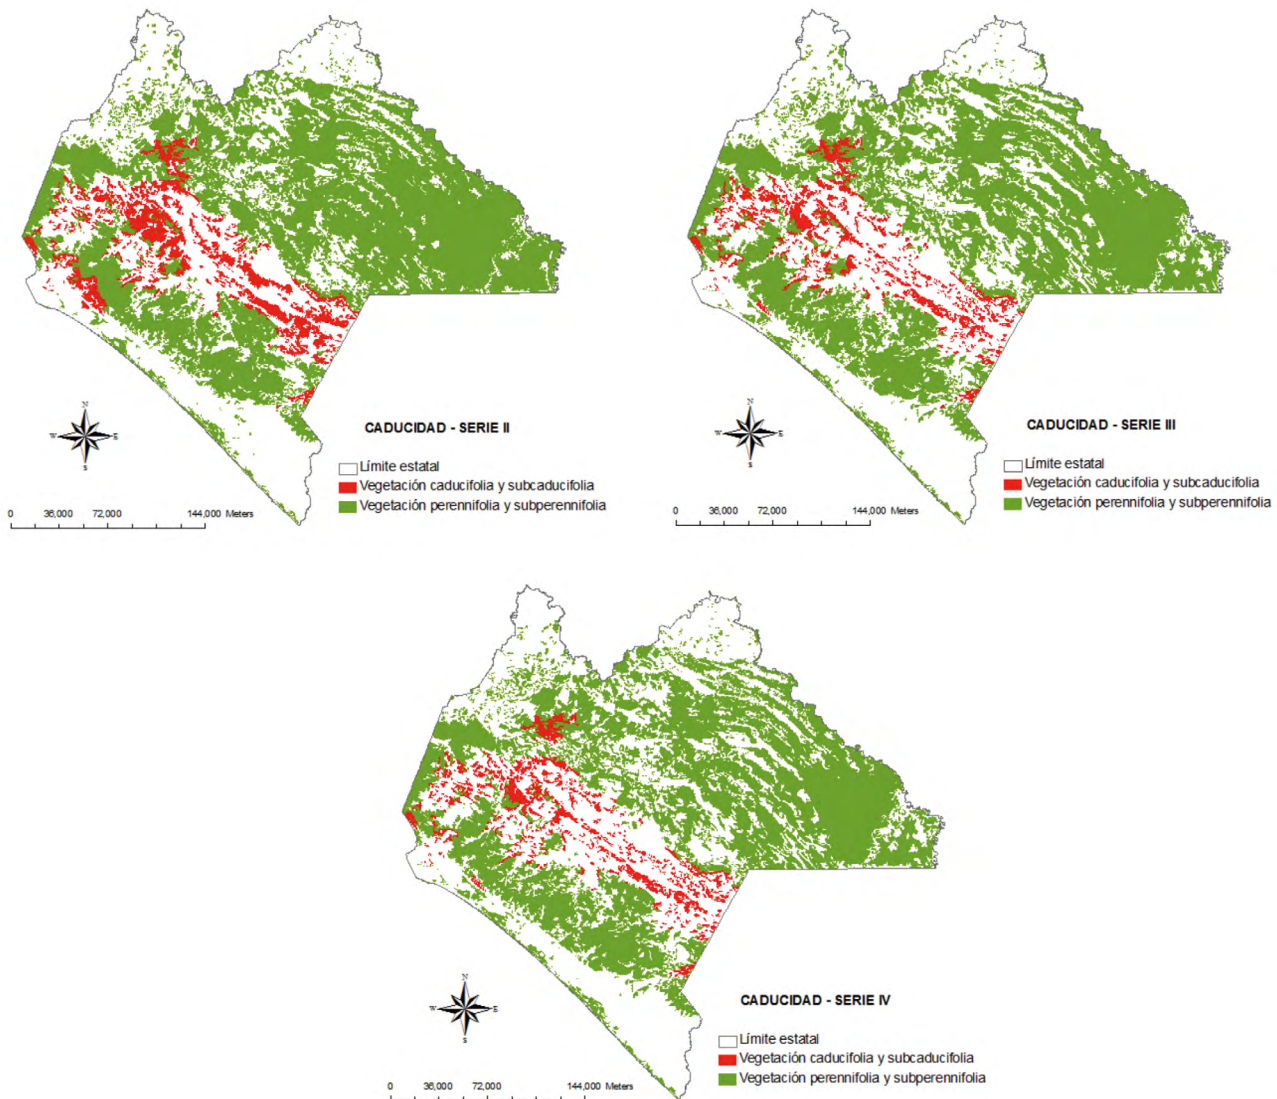 N
W
E
S
CADUCIDAD - SERIE II
Límite estatal
Vegetación caducifolia y subcaducifolia
Vegetación perennifolia y subperennifolia
0 36,000 72,000 144,000 Meters
N
W
E
S
CADUCIDAD - SERIE III
Límite estatal
Vegetación caducifolia y subcaducifolia
Vegetación perennifolia y subperennifolia
0 36,000 72,000 144,000 Meters
N
W
E
S
CADUCIDAD - SERIE IV
Límite estatal
Vegetación caducifolia y subcaducifolia
Vegetación perennifolia y subperennifolia
0 36,000 72,000 144,000 Meters